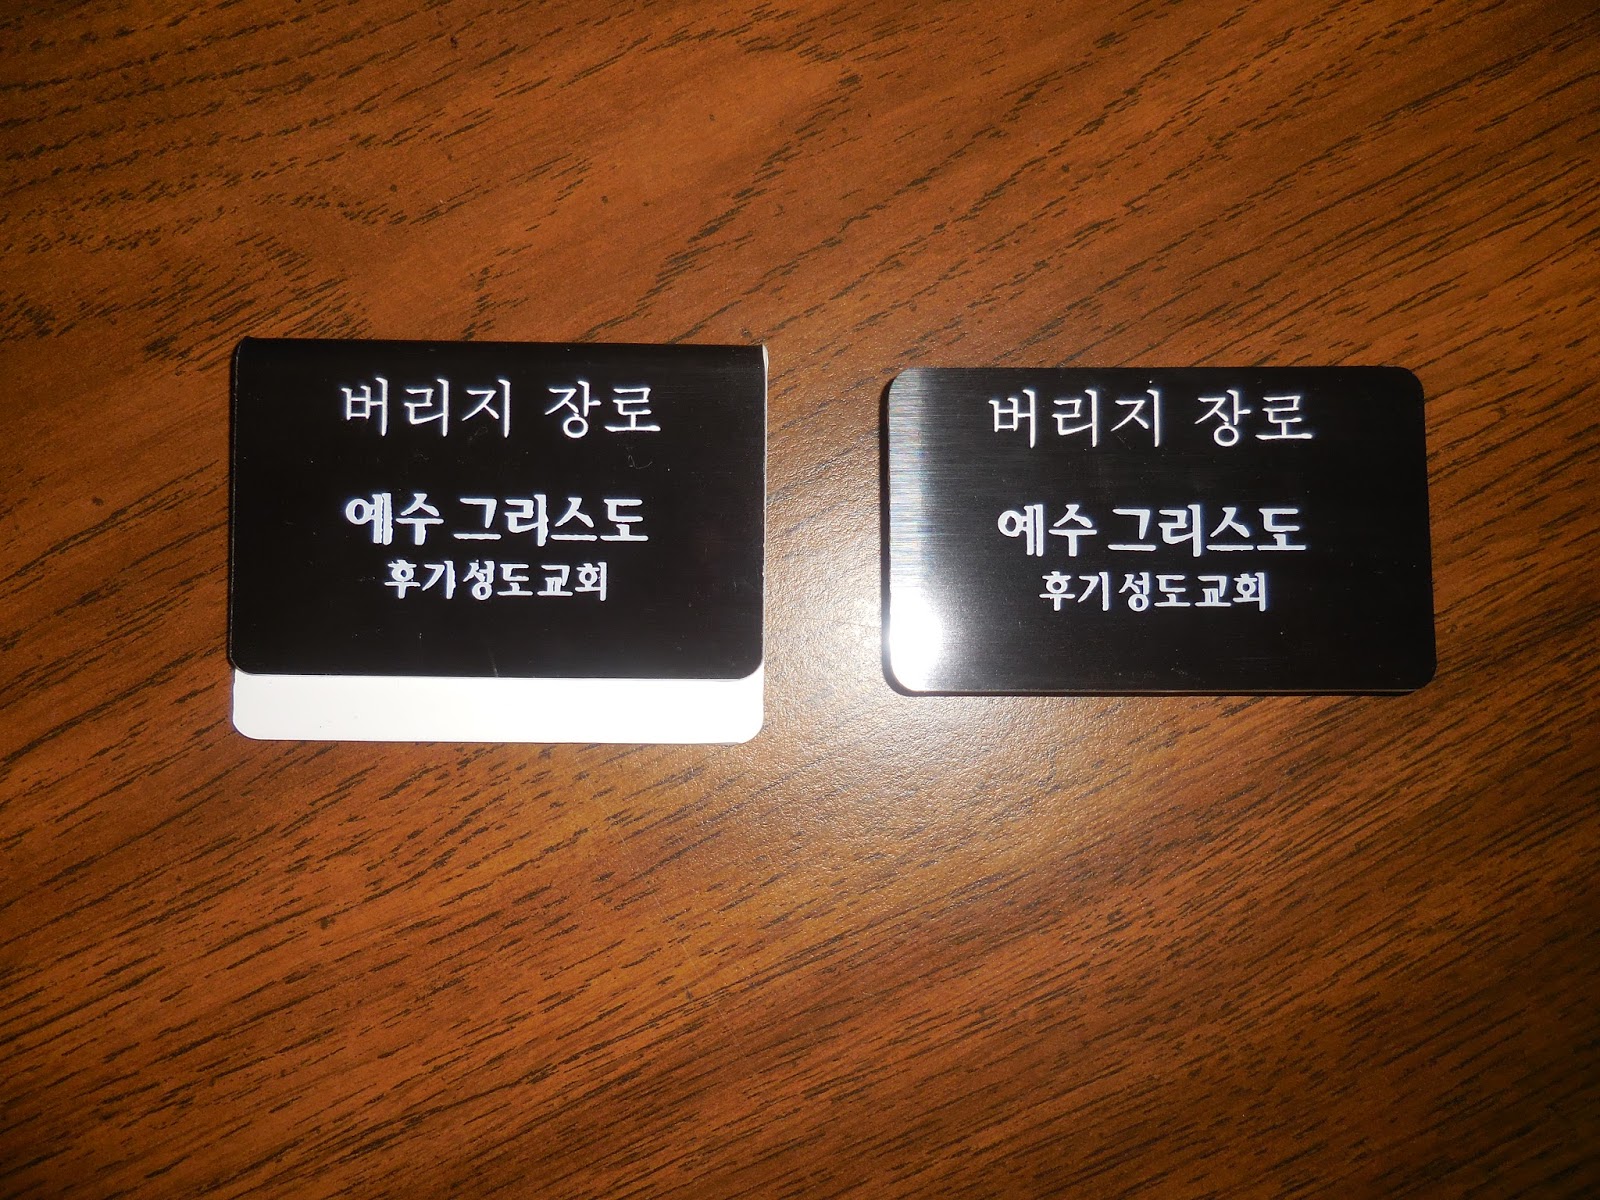 버리지 장로
예수 그리스도
후기성도교회
버리지 장로
예수 그리스도
후기성도교회